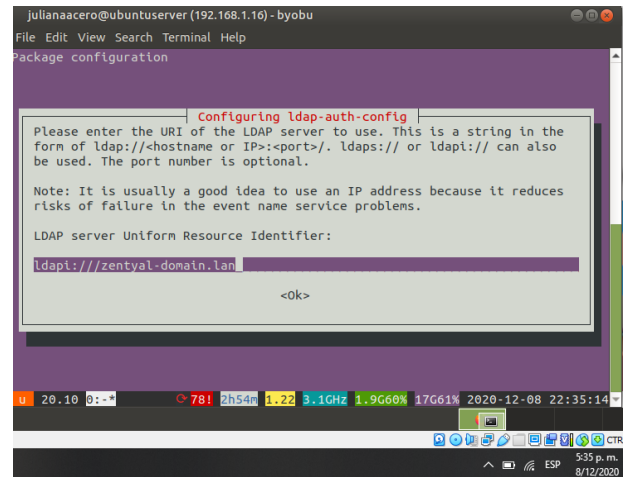 julianaacero@ubuntuserver (192.168.1.16) - byobu
File Edit View Search Terminal Help
Package configuration
Configuring ldap-auth-config
Please enter the URI of the LDAP server to use. This is a string in the
form of ldap://<hostname or IP>:<port>/. ldaps:// or ldapi:// can also
be used. The port number is optional.
Note: It is usually a good idea to use an IP address because it reduces
risks of failure in the event name service problems.
LDAP server Uniform Resource Identifier:
ldapi:///zentyal-domain.lan
<Ok>
u 20.10 0:-* 78! 2h54m 1.22 3.1GHz 1.9G60% 17G61% 2020-12-08 22:35:14
CTR
ESP 5:35 p. m.
8/12/2020